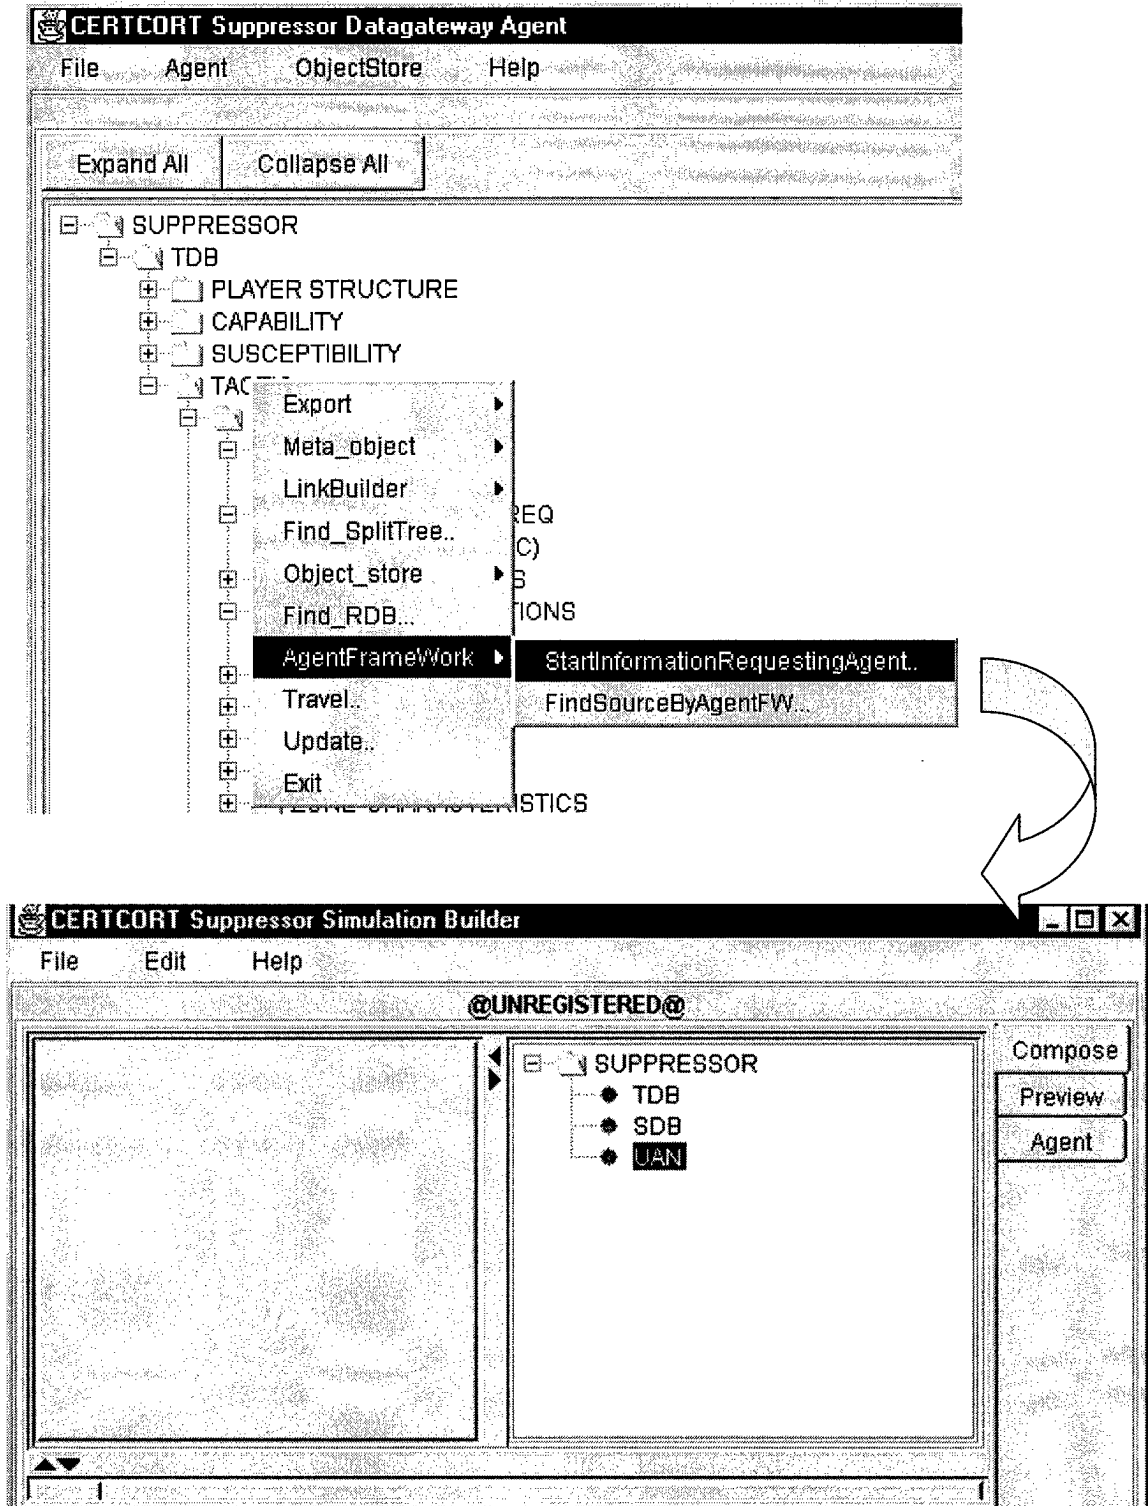 CERTCORT Suppressor Datagateway Agent
File Agent ObjectStore Help
Expand All Collapse All
SUPPRESSOR
TDB
PLAYER STRUCTURE
CAPABILITY
SUSCEPTIBILITY
Export
Meta_object
LinkBuilder
REQ
Find_SplitTree..
C)
Object_store
S
Find_RDB...
TIONS
AgentFrameWork StartInformationRequestingAgent..
Travel.. FindSourceByAgentFW...
Update..
Exit
ISTICS
CERTCORT Suppressor Simulation Builder
File Edit Help
@UNREGISTERED@
SUPPRESSOR Compose
TDB Preview
SDB
UAN Agent